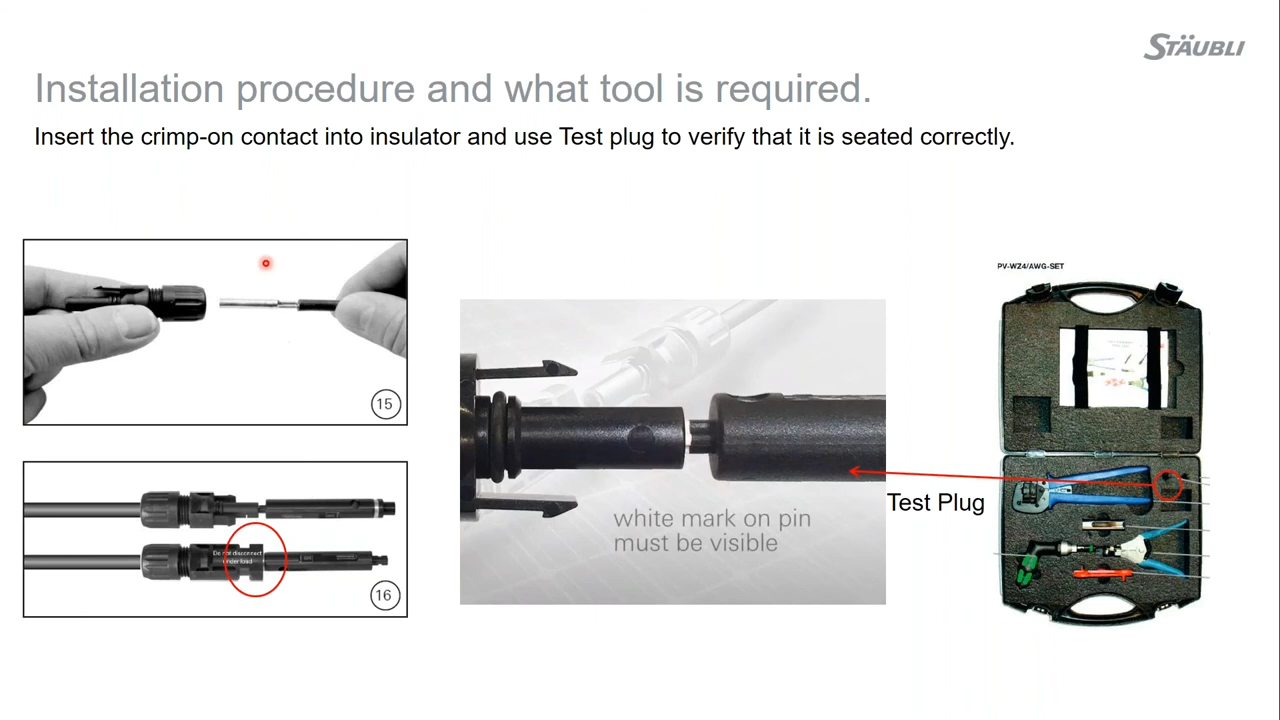 STÄUBLI
Installation procedure and what tool is required.
Insert the crimp-on contact into insulator and use Test plug to verify that it is seated correctly.
15
Do not disconnect
under load
16
white mark on pin
must be visible
Test Plug
PV-WZ4/AWG-SET